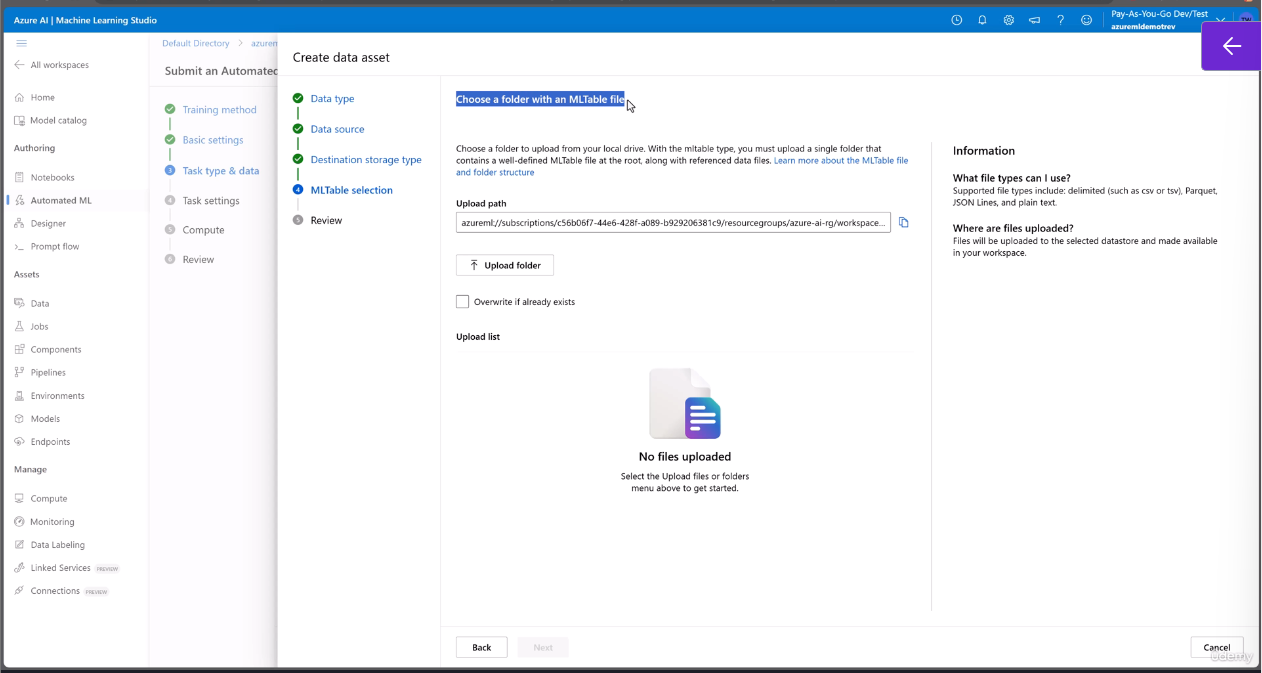 Azure AI | Machine Learning Studio
Pay-As-You-Go Dev/Test
azuremldemotrev
TW
All workspaces
Home
Model catalog
Authoring
Notebooks
Automated ML
Designer
Prompt flow
Assets
Data
Jobs
Components
Pipelines
Environments
Models
Endpoints
Manage
Compute
Monitoring
Data Labeling
Linked Services PREVIEW
Connections PREVIEW
Default Directory > azurem
Submit an Automated
Training method
Basic settings
3 Task type & data
4 Task settings
5 Compute
6 Review
Create data asset
Data type
Data source
Destination storage type
4 MLTable selection
5 Review
Choose a folder with an MLTable file
Choose a folder to upload from your local drive. With the mltable type, you must upload a single folder that
contains a well-defined MLTable file at the root, along with referenced data files. Learn more about the MLTable file
and folder structure
Upload path
azureml://subscriptions/c56b06f7-44e6-428f-a089-b929206381c9/resourcegroups/azure-ai-rg/workspace...
Upload folder
Overwrite if already exists
Upload list
No files uploaded
Select the Upload files or folders
menu above to get started.
Information
What file types can I use?
Supported file types include: delimited (such as csv or tsv), Parquet,
JSON Lines, and plain text.
Where are files uploaded?
Files will be uploaded to the selected datastore and made available
in your workspace.
Back
Next
Cancel
udemy